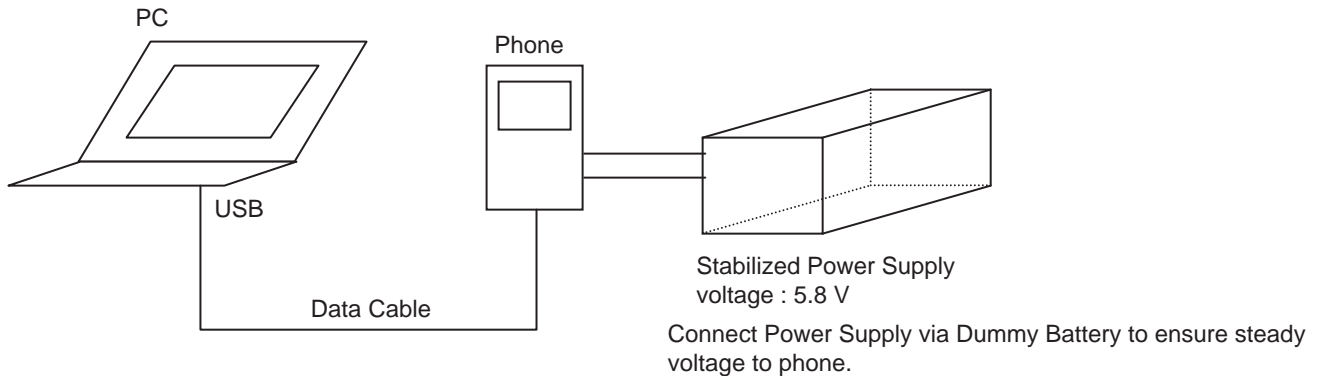 PC
Phone
USB
Data Cable
Stabilized Power Supply
voltage : 5.8 V
Connect Power Supply via Dummy Battery to ensure steady
voltage to phone.